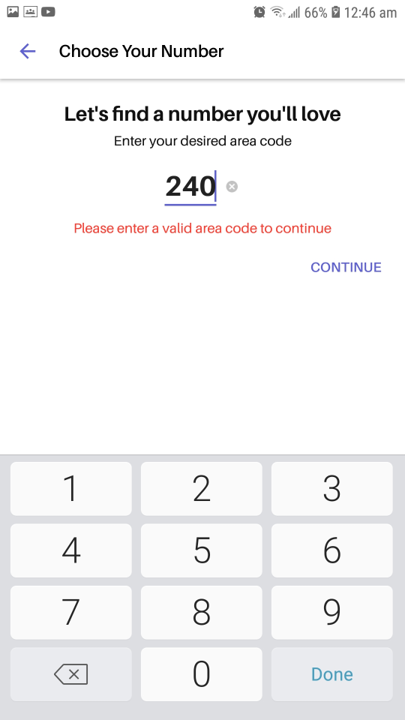 66% 12:46 am
Choose Your Number
Let's find a number you'll love
Enter your desired area code
240
Please enter a valid area code to continue
CONTINUE
1 2 3
4 5 6
7 8 9
0 Done